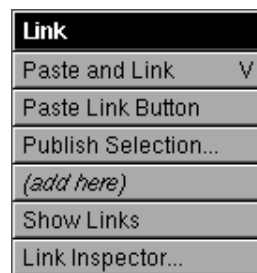 Link
Paste and Link V
Paste Link Button
Publish Selection...
(add here)
Show Links
Link Inspector...